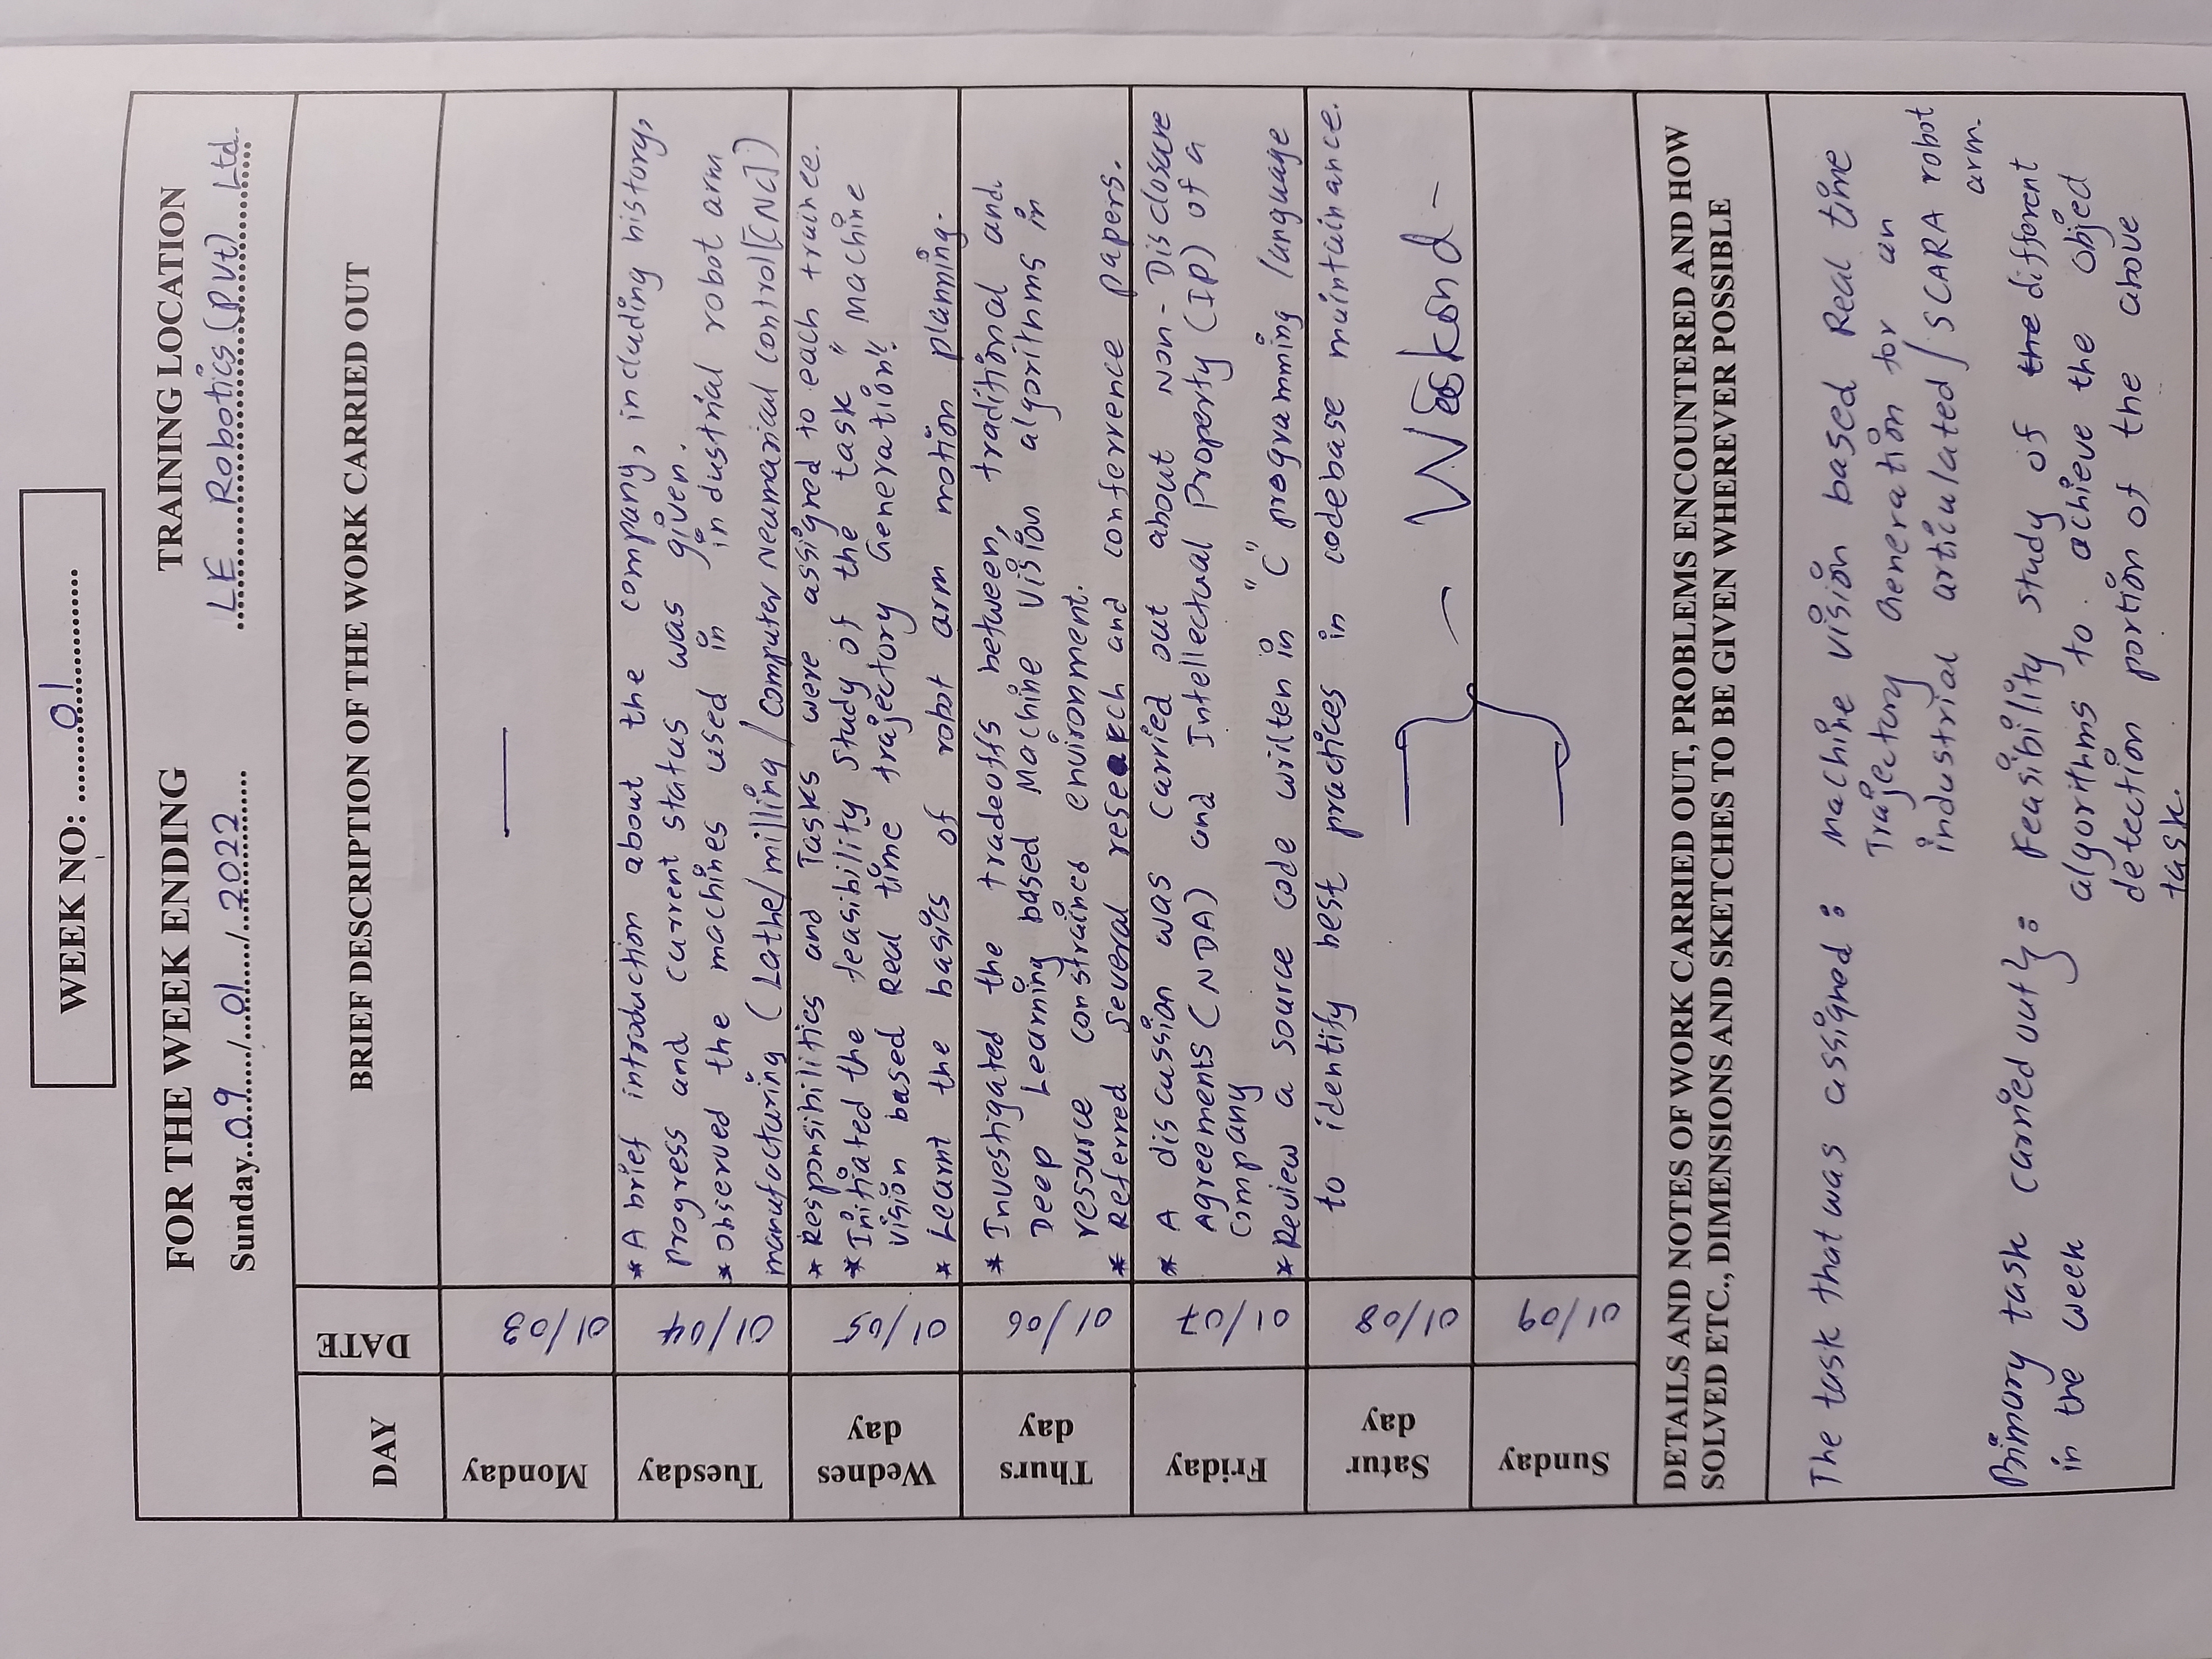 WEEK NO: ........01..............
FOR THE WEEK ENDING
TRAINING LOCATION
Sunday..09....../...01..../...2022........
LE Robotics (Pvt) Ltd.
DAY
DATE
BRIEF DESCRIPTION OF THE WORK CARRIED OUT
Monday
01/03
—
Tuesday
01/04
* A brief introduction about the company, including history,
progress and current status was given.
* Observed the machines used in industrial robot arm
manufacturing (Lathe/milling/computer Neumarical control[CNC])
Wednes
day
01/05
* Responsibilities and Tasks were assigned to each trainee.
* Initiated the feasibility Study of the task " Machine
vision based Real time trajectory Generation".
* Learnt the basics of robot arm motion planning.
Thurs
day
01/06
* Investigated the tradeoffs between, traditional and
Deep Learning based Machine Vision algorithms in
resource constrained environment.
* Referred several research and conferrence papers.
Friday
01/07
* A discussion was carried out about Non-Disclosure
Agreements (NDA) and Intellectual Property (IP) of a
company
* Review a source code written in "C" programming language
Satur
day
01/08
to identify best practices in codebase maintainance.
- Weekend -
Sunday
01/09
DETAILS AND NOTES OF WORK CARRIED OUT, PROBLEMS ENCOUNTERED AND HOW
SOLVED ETC., DIMENSIONS AND SKETCHES TO BE GIVEN WHEREVER POSSIBLE
The task that was assigned : Machine vision based Real time
Trajectory Generation for an
industrial articulated / SCARA robot
arm.
Primary task carried out } : Feasibility study of the different
in the week
algorithms to achieve the object
detection portion of the above
task.